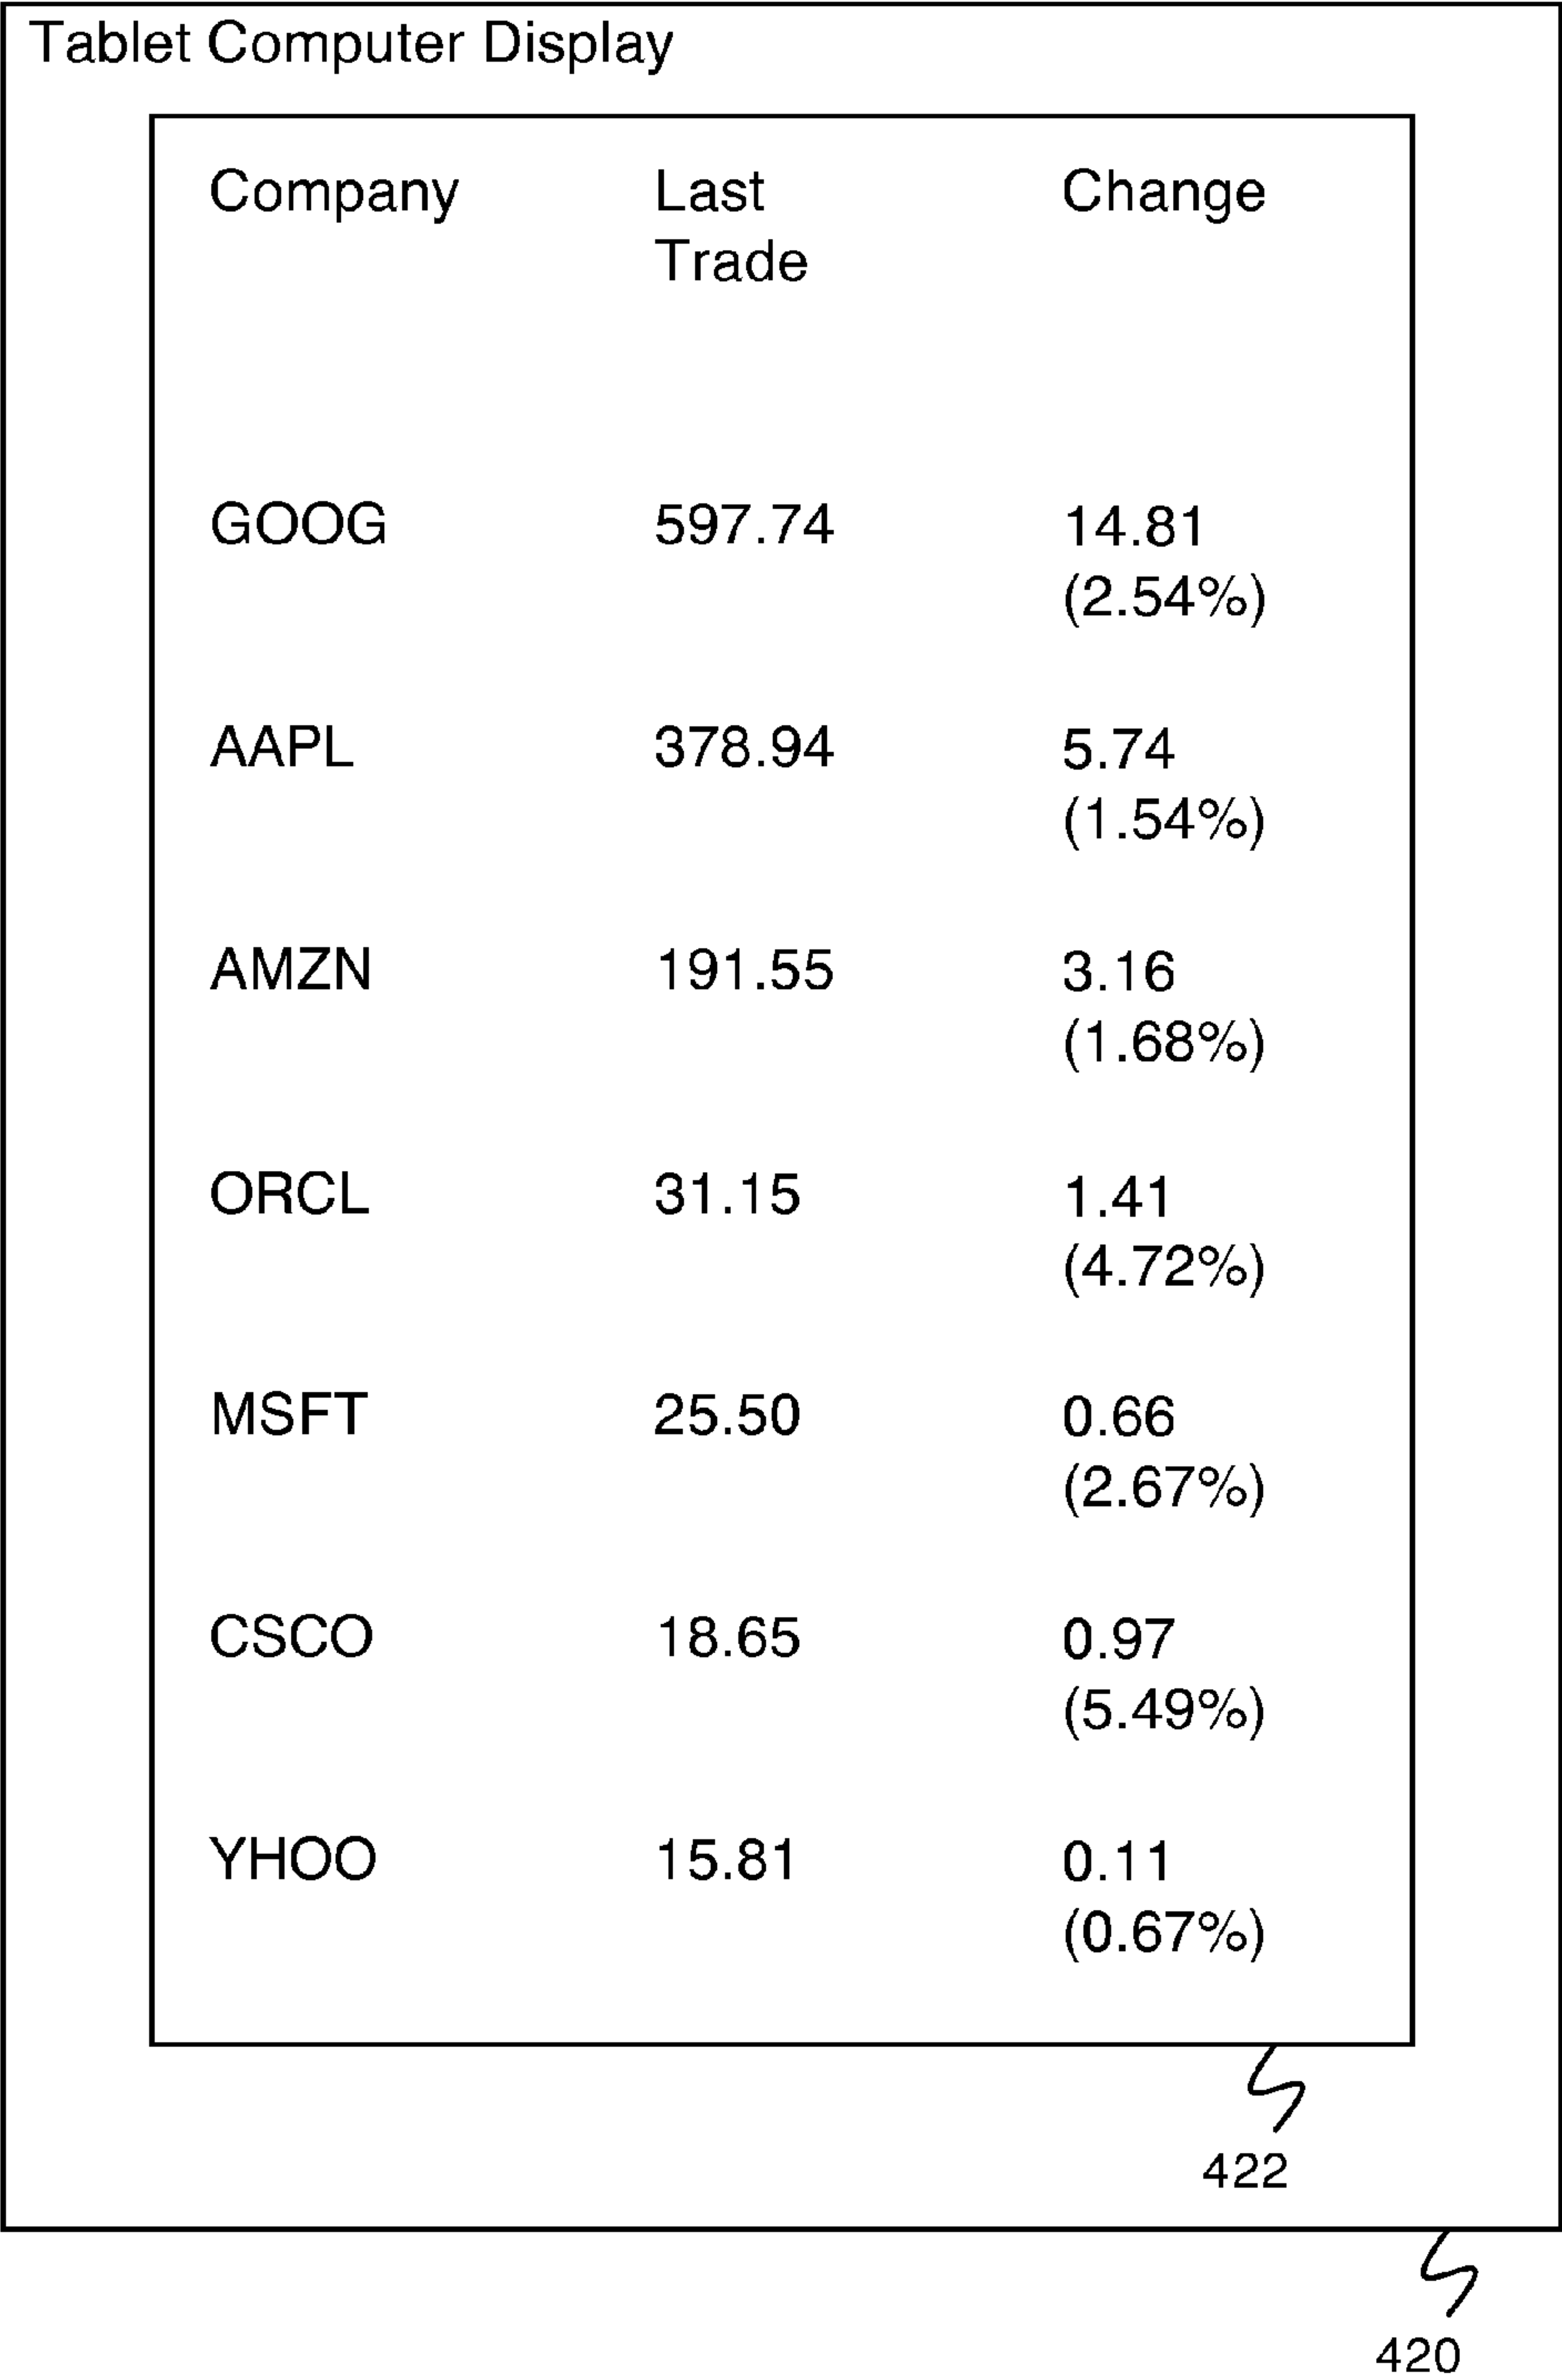 Tablet Computer Display
Company Last Change
Trade
GOOG 597.74 14.81
(2.54%)
AAPL 378.94 5.74
(1.54%)
AMZN 191.55 3.16
(1.68%)
ORCL 31.15 1.41
(4.72%)
MSFT 25.50 0.66
(2.67%)
CSCO 18.65 0.97
(5.49%)
YHOO 15.81 0.11
(0.67%)
422
420